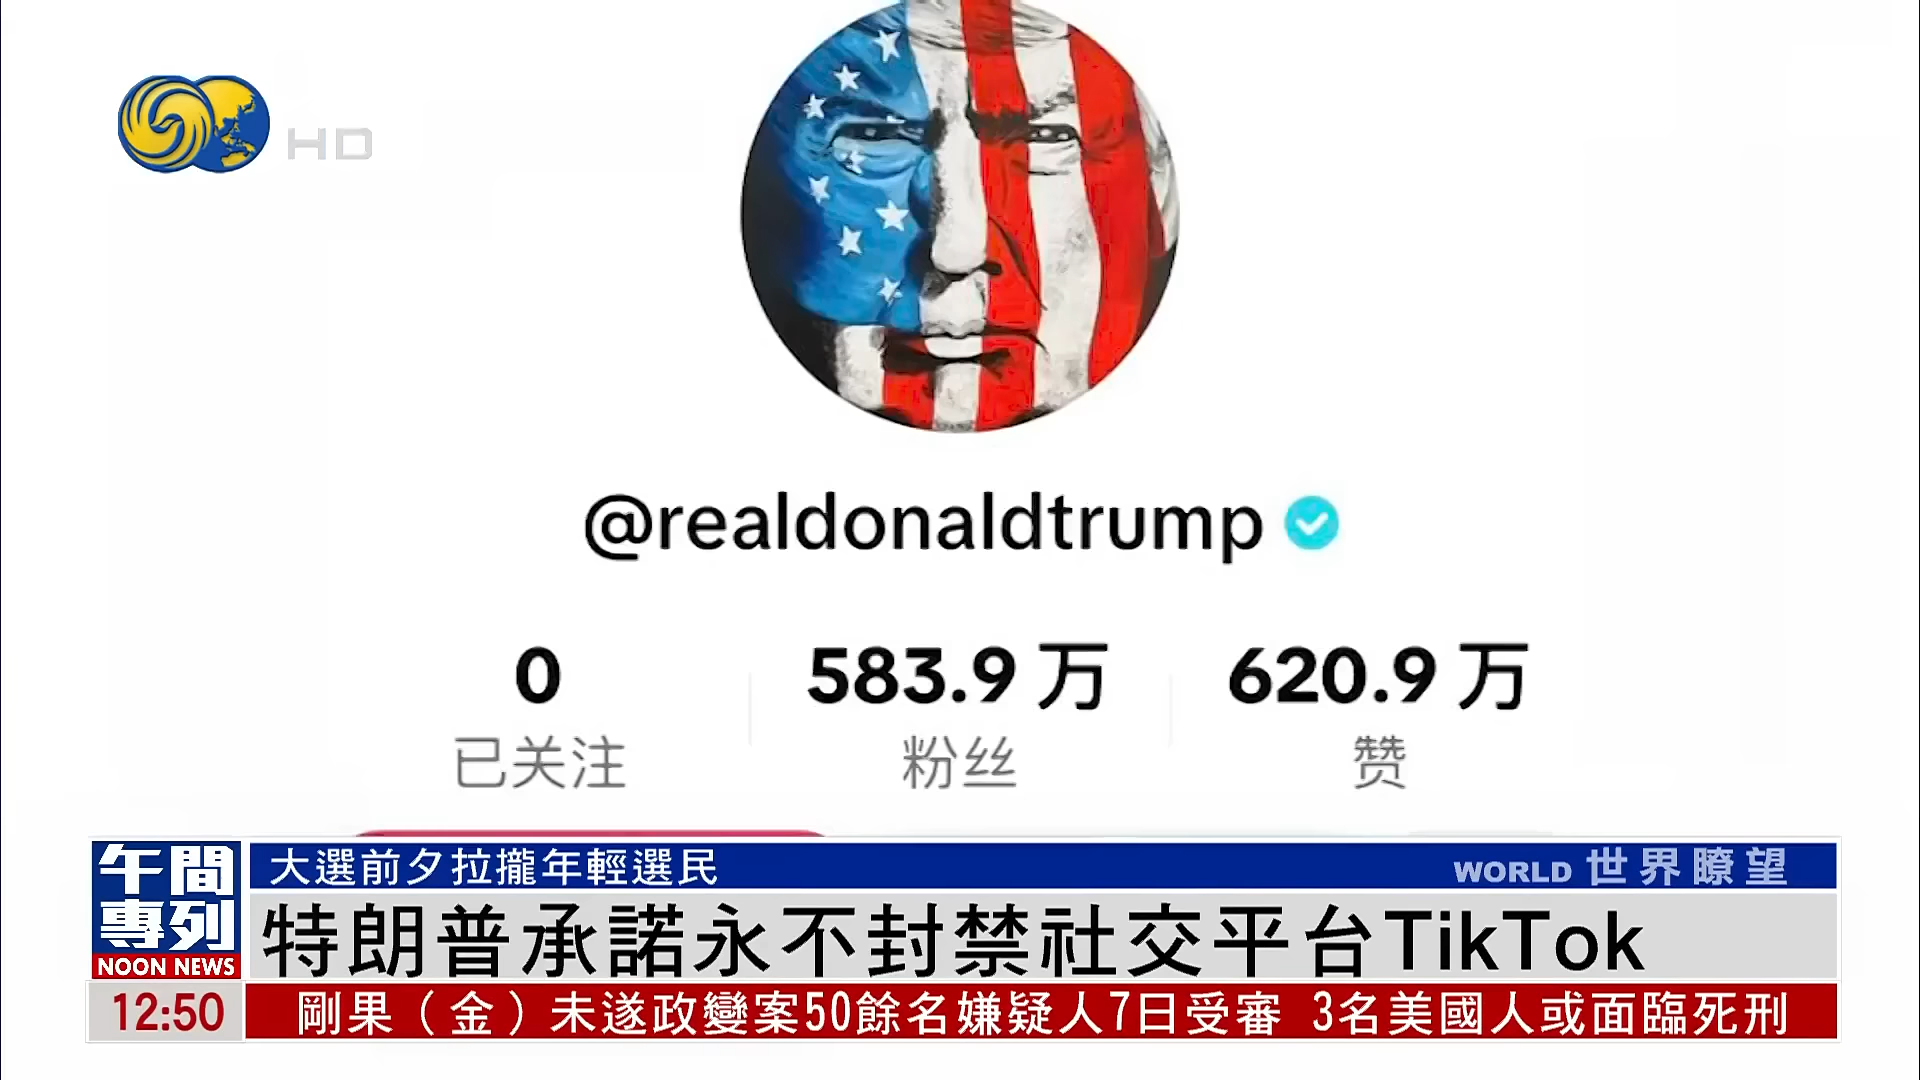 HD
@realdonaldtrump
0 583.9 万 620.9 万
已关注 粉丝 赞
午間專列
NOON NEWS
大選前夕拉攏年輕選民 WORLD 世界瞭望
特朗普承諾永不封禁社交平台TikTok
12:50 剛果（金）未遂政變案50餘名嫌疑人7日受審 3名美國人或面臨死刑